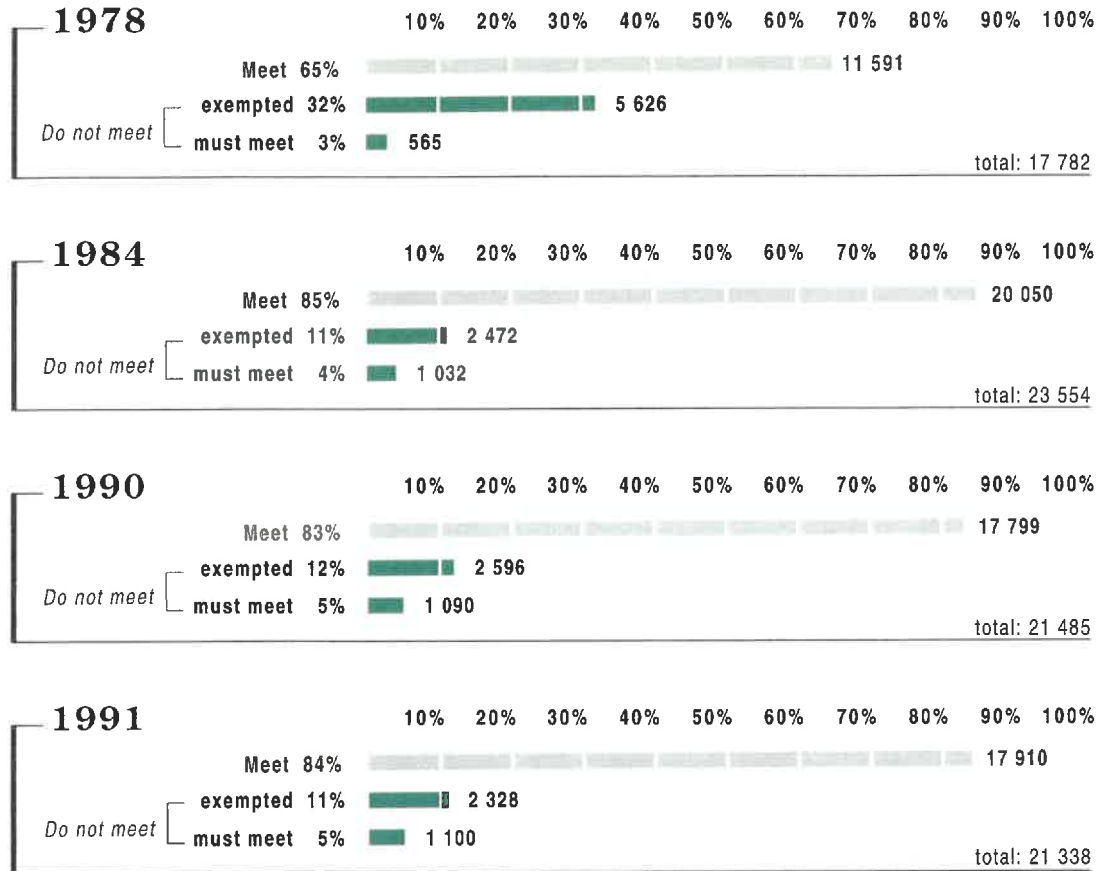 1978 10% 20% 30% 40% 50% 60% 70% 80% 90% 100%
Meet 65% 11 591
exempted 32% 5 626
Do not meet
must meet 3% 565
total: 17 782
1984 10% 20% 30% 40% 50% 60% 70% 80% 90% 100%
Meet 85% 20 050
exempted 11% 2 472
Do not meet
must meet 4% 1 032
total: 23 554
1990 10% 20% 30% 40% 50% 60% 70% 80% 90% 100%
Meet 83% 17 799
exempted 12% 2 596
Do not meet
must meet 5% 1 090
total: 21 485
1991 10% 20% 30% 40% 50% 60% 70% 80% 90% 100%
Meet 84% 17 910
exempted 11% 2 328
Do not meet
must meet 5% 1 100
total: 21 338